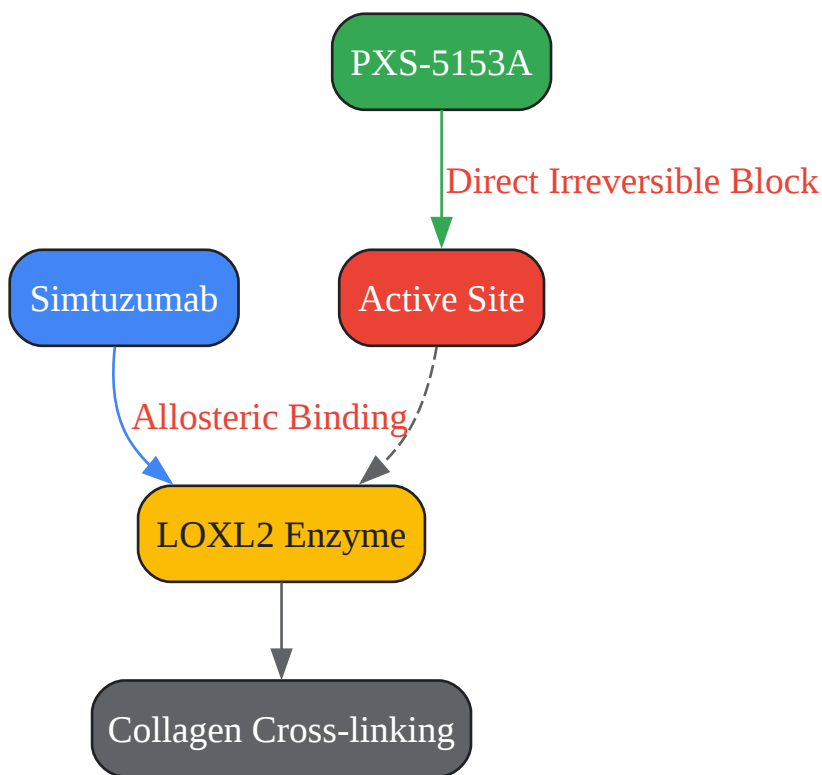 PXS-5153A
Direct Irreversible Block
Simtuzumab
Active Site
Allosteric Binding
LOXL2 Enzyme
Collagen Cross-linking